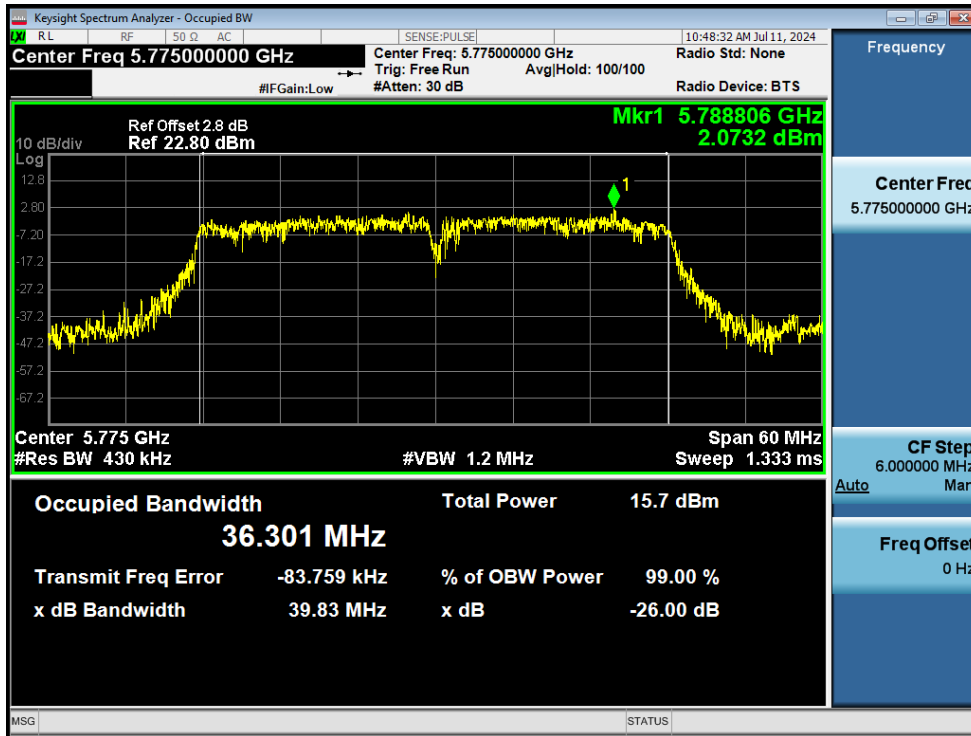 Keysight Spectrum Analyzer - Occupied BW
LXI RL RF 50 Ω AC SENSE:PULSE 10:48:32 AM Jul 11, 2024
Center Freq 5.775000000 GHz
Center Freq: 5.775000000 GHz Radio Std: None
Trig: Free Run Avg|Hold: 100/100
#IFGain:Low #Atten: 30 dB Radio Device: BTS
Mkr1 5.788806 GHz
2.0732 dBm
Ref Offset 2.8 dB
10 dB/div Ref 22.80 dBm
Log
12.8
1
2.80
-7.20
-17.2
-27.2
-37.2
-47.2
-57.2
-67.2
Center 5.775 GHz Span 60 MHz
#Res BW 430 kHz #VBW 1.2 MHz Sweep 1.333 ms
Occupied Bandwidth Total Power 15.7 dBm
36.301 MHz
Transmit Freq Error -83.759 kHz % of OBW Power 99.00 %
x dB Bandwidth 39.83 MHz x dB -26.00 dB
MSG STATUS
Frequency
Center Freq
5.775000000 GHz
CF Step
6.000000 MHz
Auto Man
Freq Offset
0 Hz